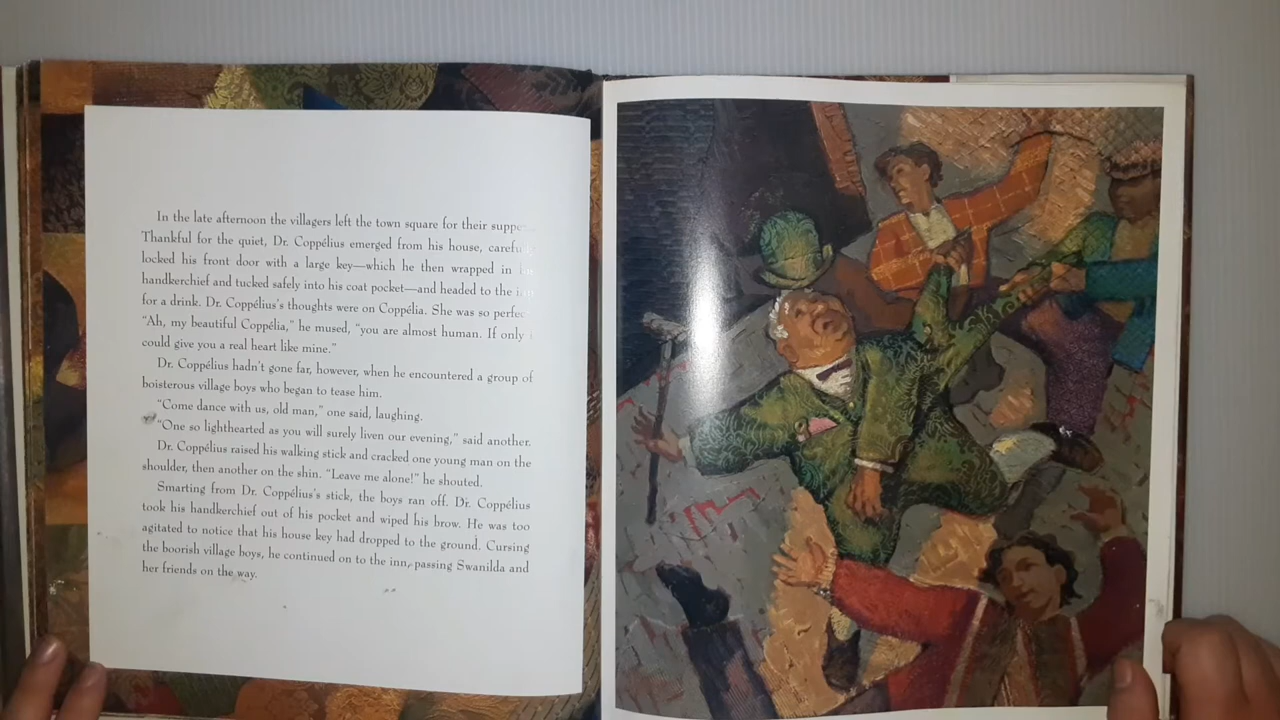 In the late afternoon the villagers left the town square for their
Thankful for the quiet, Dr. Coppélius emerged from his house,
locked his front door with a large key—which he then wrapped in
handkerchief and tucked safely into his coat pocket—and headed to the
for a drink. Dr. Coppélius's thoughts were on Coppélia. She was so
“Ah, my beautiful Coppélia,” he mused, “you are almost human. If only
could give you a real heart like mine.”
Dr. Coppélius hadn't gone far, however, when he encountered a group of
boisterous village boys who began to tease him.
“Come dance with us, old man,” one said, laughing.
“One so lighthearted as you will surely liven our evening,” said another.
Dr. Coppélius raised his walking stick and cracked one young man on the
shoulder, then another on the shin. “Leave me alone!” he shouted.
Smarting from Dr. Coppélius's stick, the boys ran off. Dr. Coppélius
took his handkerchief out of his pocket and wiped his brow. He was too
agitated to notice that his house key had dropped to the ground. Cursing
the boorish village boys, he continued on to the inn, passing Swanilda and
her friends on the way.